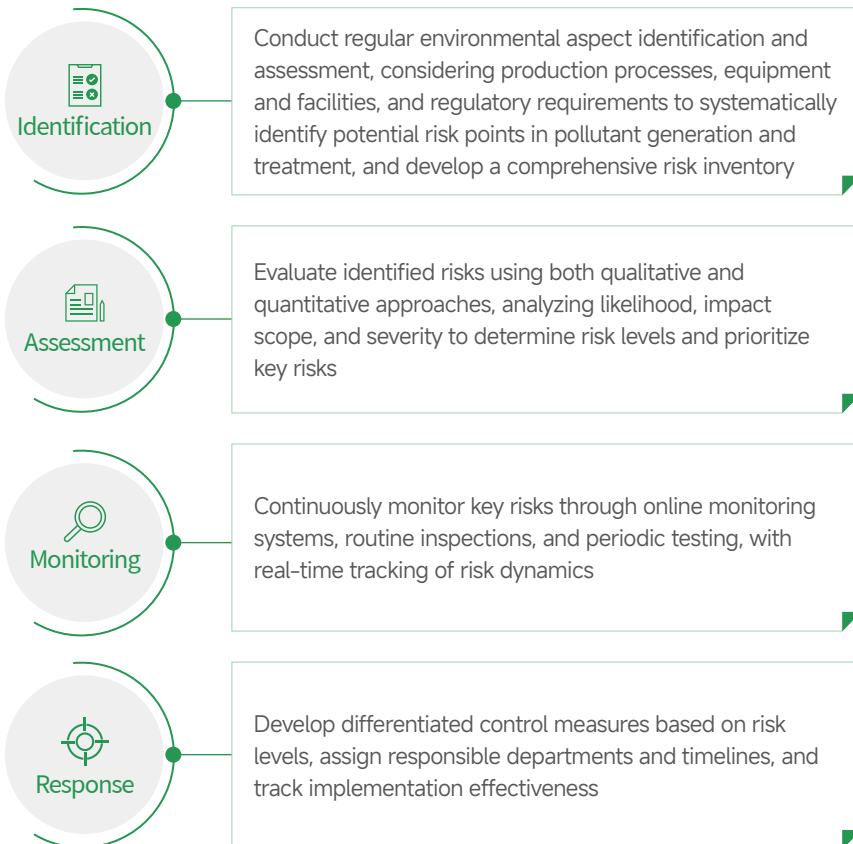 Identification
Conduct regular environmental aspect identification and
assessment, considering production processes, equipment
and facilities, and regulatory requirements to systematically
identify potential risk points in pollutant generation and
treatment, and develop a comprehensive risk inventory
Assessment
Evaluate identified risks using both qualitative and
quantitative approaches, analyzing likelihood, impact
scope, and severity to determine risk levels and prioritize
key risks
Monitoring
Continuously monitor key risks through online monitoring
systems, routine inspections, and periodic testing, with
real-time tracking of risk dynamics
Response
Develop differentiated control measures based on risk
levels, assign responsible departments and timelines, and
track implementation effectiveness